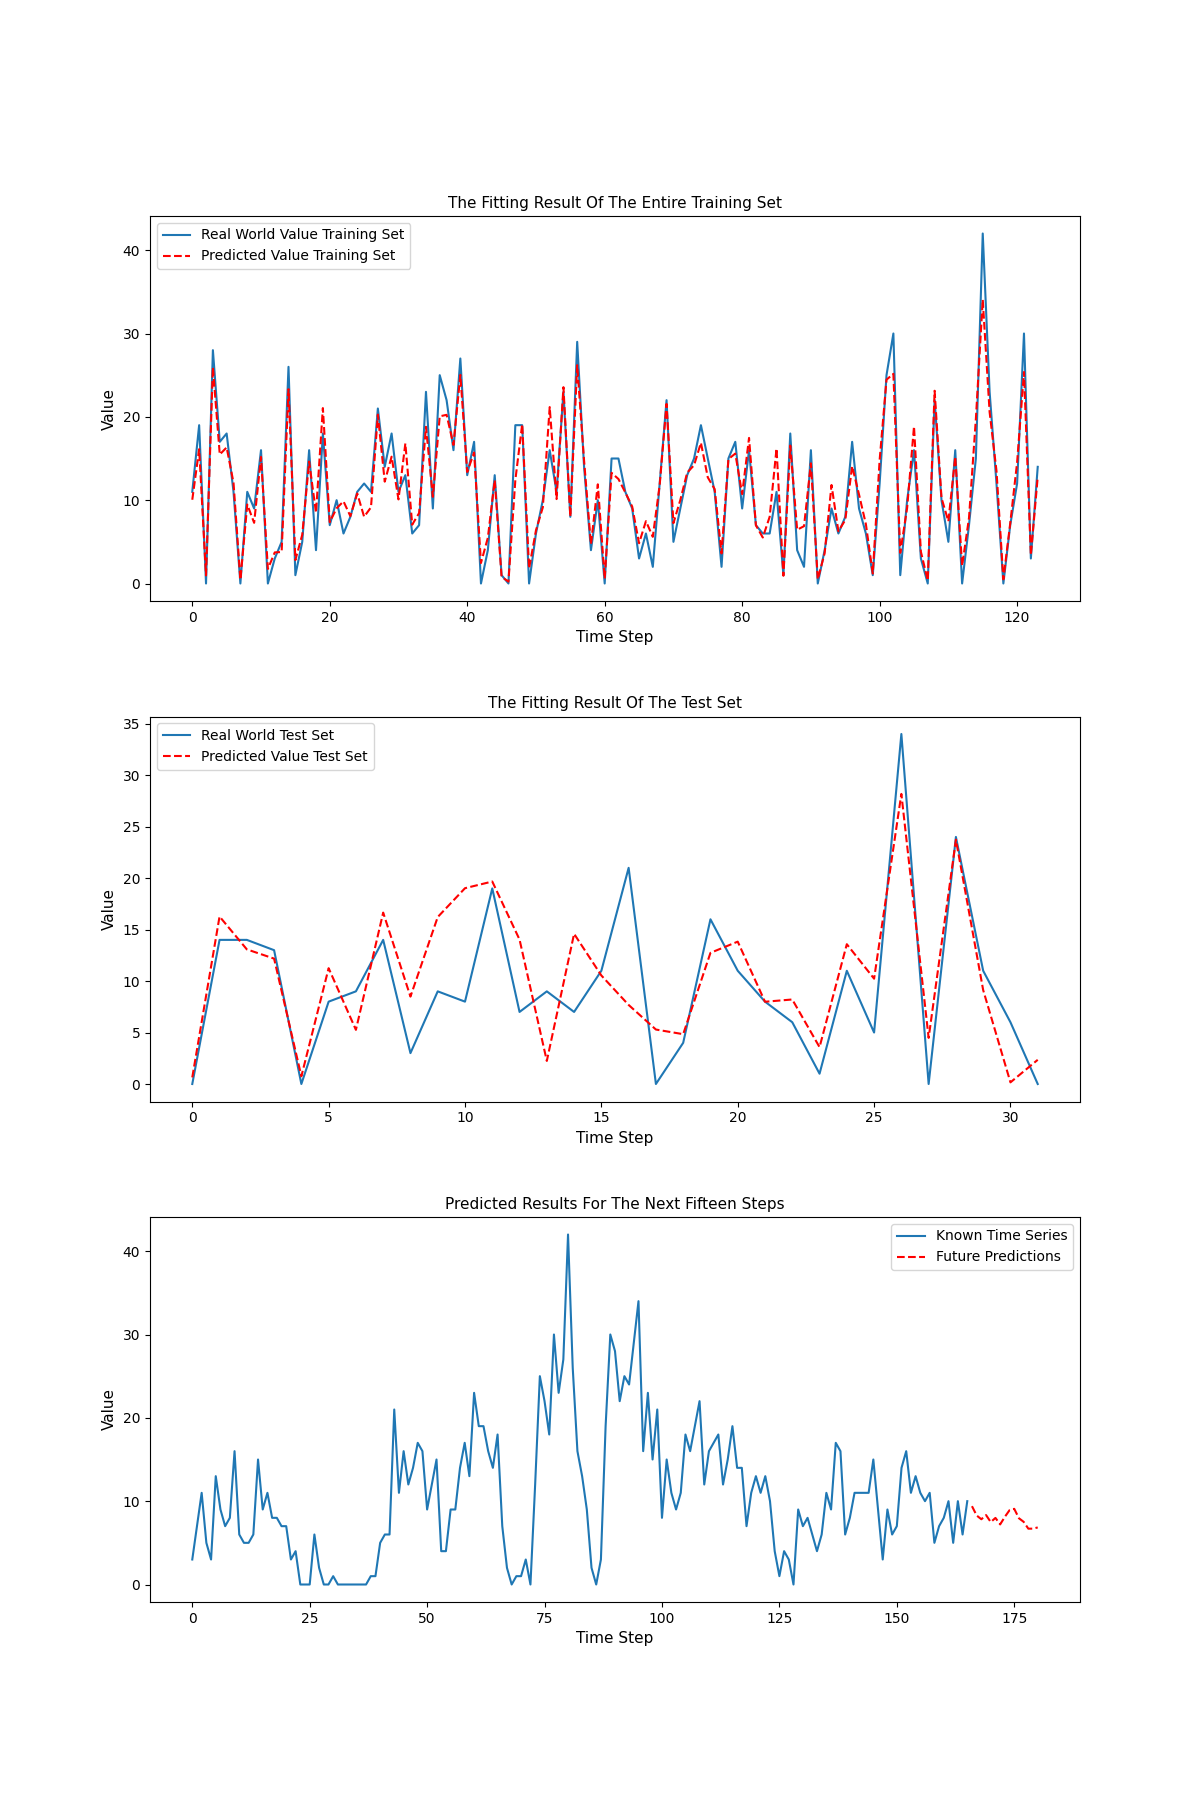 The Fitting Result Of The Entire Training Set
Real World Value Training Set
Predicted Value Training Set
Value
40
30
20
10
0
0 20 40 60 80 100 120
Time Step
The Fitting Result Of The Test Set
Real World Test Set
Predicted Value Test Set
Value
35
30
25
20
15
10
5
0
0 5 10 15 20 25 30
Time Step
Predicted Results For The Next Fifteen Steps
Known Time Series
Future Predictions
Value
40
30
20
10
0
0 25 50 75 100 125 150 175
Time Step